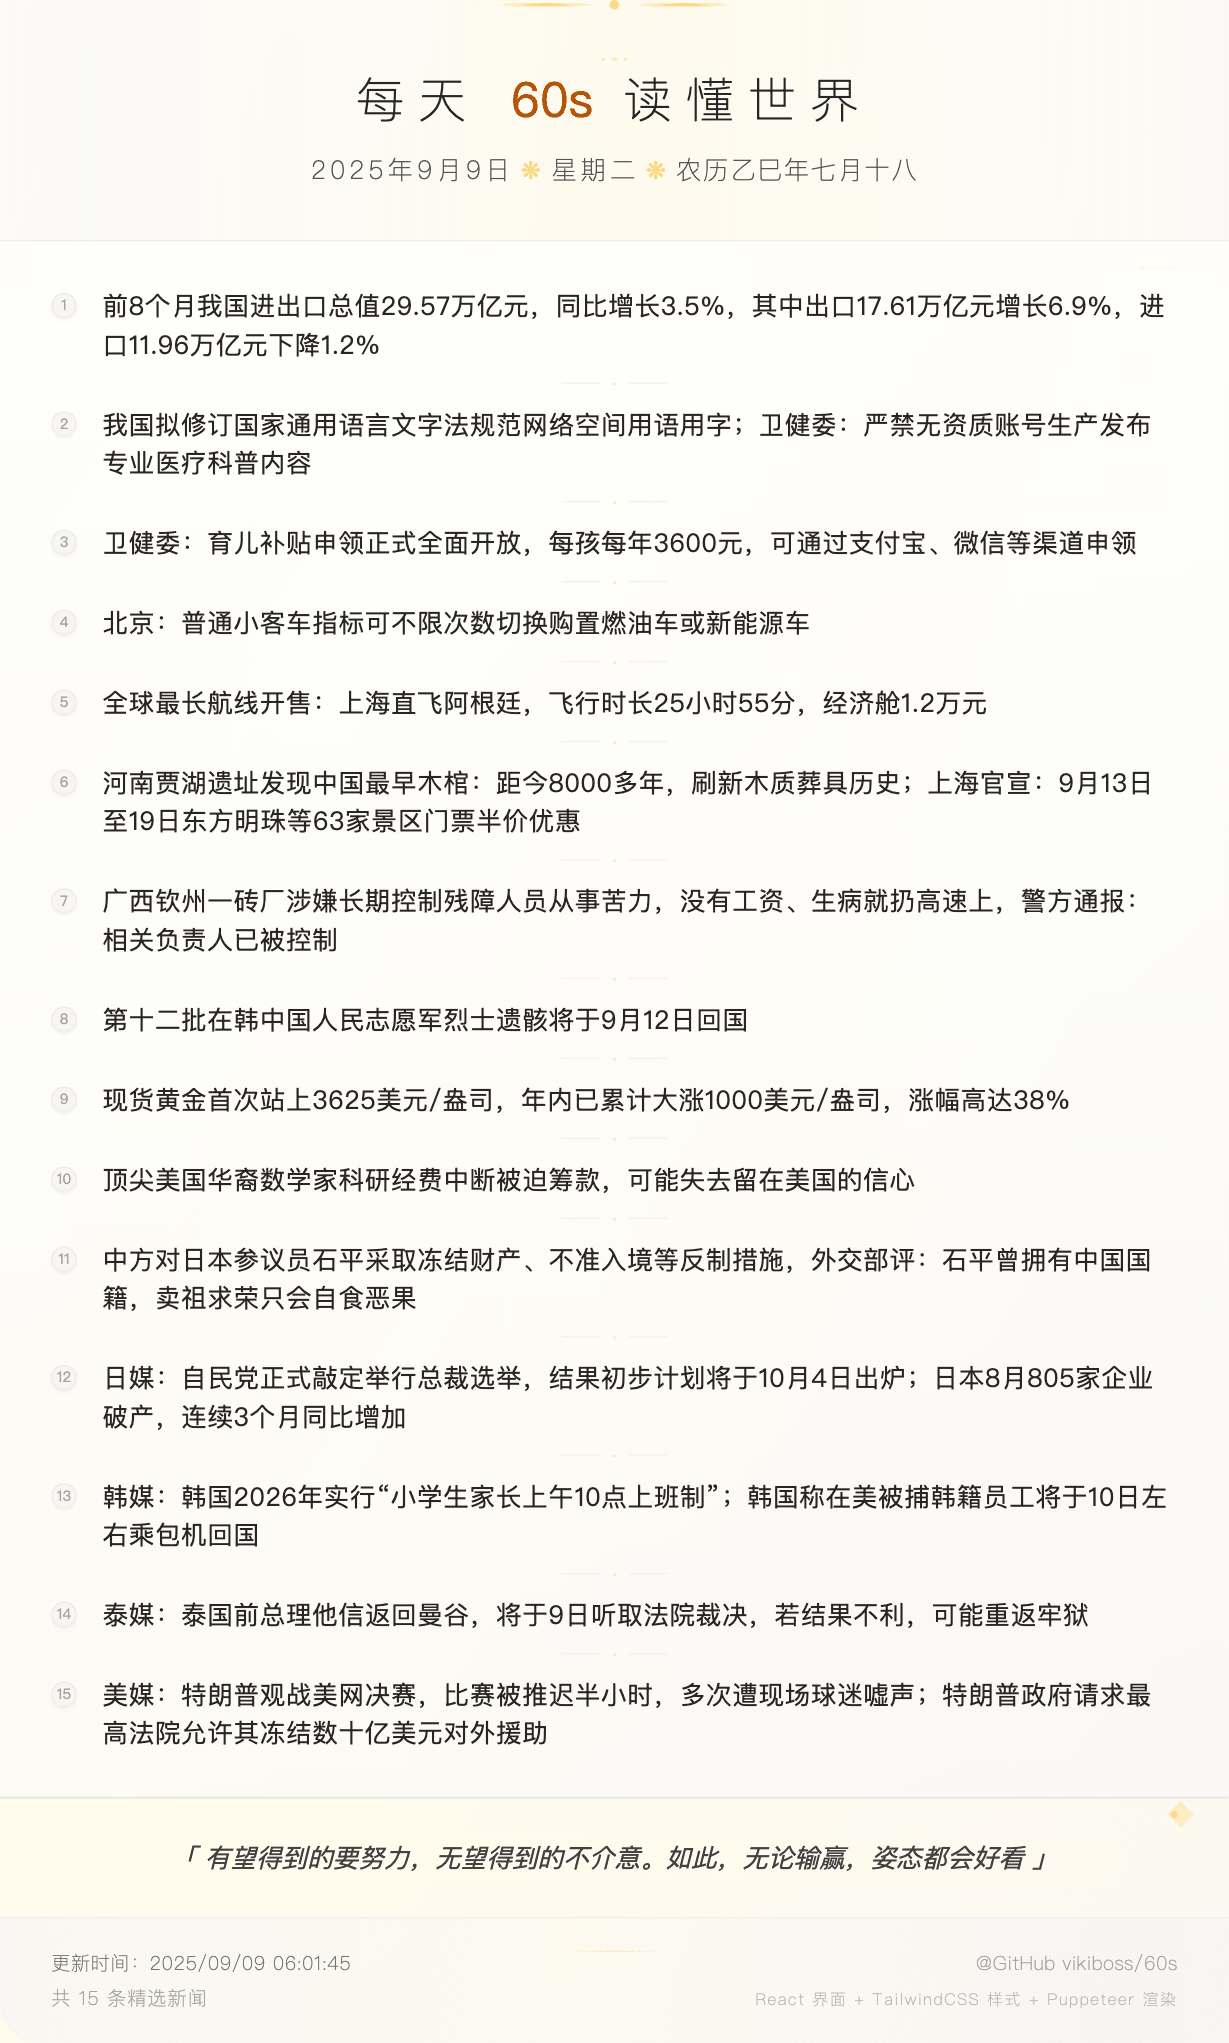 每天 60s 读懂世界
2025年9月9日 ❋ 星期二 ❋ 农历乙巳年七月十八
1 前8个月我国进出口总值29.57万亿元，同比增长3.5%，其中出口17.61万亿元增长6.9%，进
口11.96万亿元下降1.2%
2 我国拟修订国家通用语言文字法规范网络空间用语用字；卫健委：严禁无资质账号生产发布
专业医疗科普内容
3 卫健委：育儿补贴申领正式全面开放，每孩每年3600元，可通过支付宝、微信等渠道申领
4 北京：普通小客车指标可不限次数切换购置燃油车或新能源车
5 全球最长航线开售：上海直飞阿根廷，飞行时长25小时55分，经济舱1.2万元
6 河南贾湖遗址发现中国最早木棺：距今8000多年，刷新木质葬具历史；上海官宣：9月13日
至19日东方明珠等63家景区门票半价优惠
7 广西钦州一砖厂涉嫌长期控制残障人员从事苦力，没有工资、生病就扔高速上，警方通报：
相关负责人已被控制
8 第十二批在韩中国人民志愿军烈士遗骸将于9月12日回国
9 现货黄金首次站上3625美元/盎司，年内已累计大涨1000美元/盎司，涨幅高达38%
10 顶尖美国华裔数学家科研经费中断被迫筹款，可能失去留在美国的信心
11 中方对日本参议员石平采取冻结财产、不准入境等反制措施，外交部评：石平曾拥有中国国
籍，卖祖求荣只会自食恶果
12 日媒：自民党正式敲定举行总裁选举，结果初步计划将于10月4日出炉；日本8月805家企业
破产，连续3个月同比增加
13 韩媒：韩国2026年实行“小学生家长上午10点上班制”；韩国称在美被捕韩籍员工将于10日左
右乘包机回国
14 泰媒：泰国前总理他信返回曼谷，将于9日听取法院裁决，若结果不利，可能重返牢狱
15 美媒：特朗普观战美网决赛，比赛被推迟半小时，多次遭现场球迷嘘声；特朗普政府请求最
高法院允许其冻结数十亿美元对外援助
「 有望得到的要努力，无望得到的不介意。如此，无论输赢，姿态都会好看 」
更新时间：2025/09/09 06:01:45
@GitHub vikiboss/60s
共 15 条精选新闻
React 界面 + TailwindCSS 样式 + Puppeteer 渲染